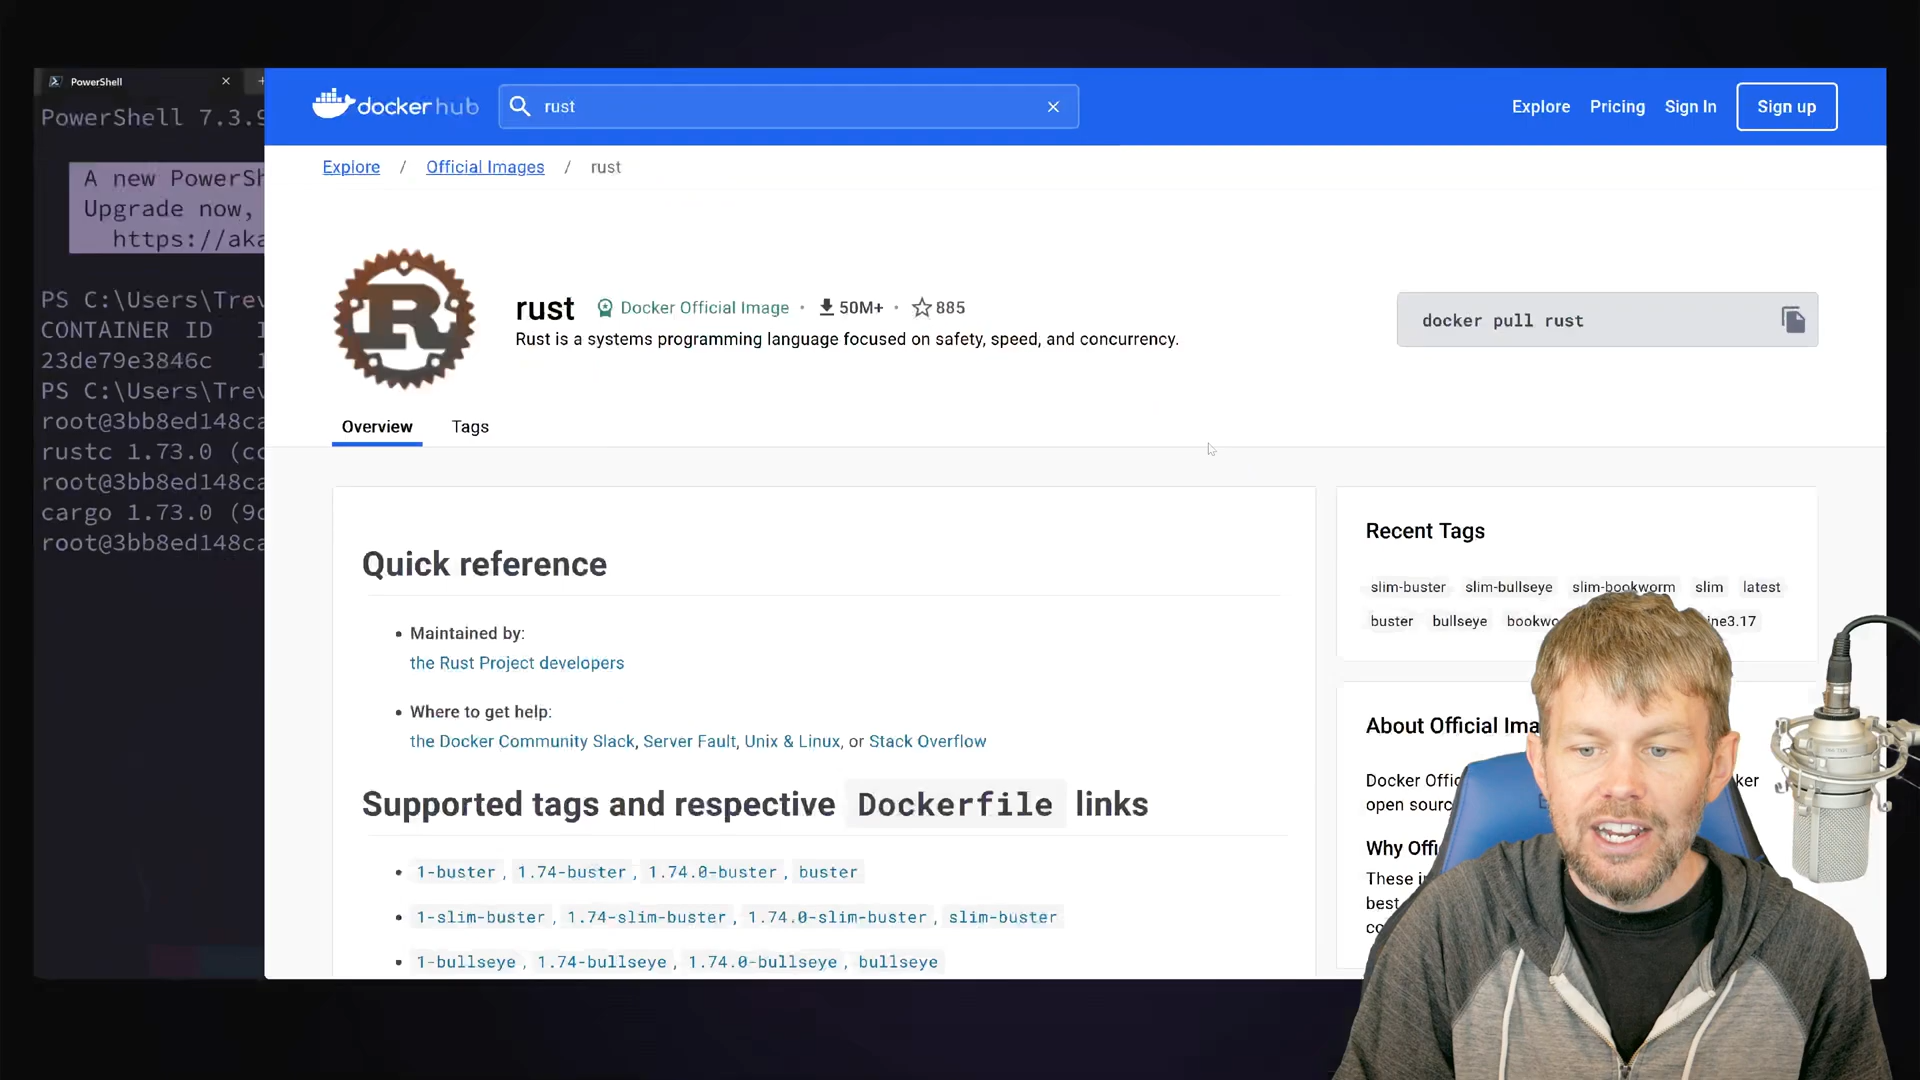 PowerShell
PowerShell 7.3.9
A new PowerSh
Upgrade now,
https://aka
PS C:\Users\Trev
CONTAINER ID
23de79e3846c
PS C:\Users\Trev
root@3bb8ed148ca
rustc 1.73.0 (cc
root@3bb8ed148ca
cargo 1.73.0 (9c
root@3bb8ed148ca
docker hub
rust
Explore
Pricing
Sign In
Sign up
Explore / Official Images / rust
R
rust Docker Official Image • 50M+ • 885
Rust is a systems programming language focused on safety, speed, and concurrency.
docker pull rust
Overview
Tags
Quick reference
• Maintained by:
the Rust Project developers
• Where to get help:
the Docker Community Slack, Server Fault, Unix & Linux, or Stack Overflow
Supported tags and respective Dockerfile links
• 1-buster, 1.74-buster, 1.74.0-buster, buster
• 1-slim-buster, 1.74-slim-buster, 1.74.0-slim-buster, slim-buster
• 1-bullseye, 1.74-bullseye, 1.74.0-bullseye, bullseye
Recent Tags
slim-buster slim-bullseye slim-bookworm slim latest
buster bullseye bookwo ine3.17
About Official Ima
Docker Offic ker
open sourc
Why Offi
These i
best
co